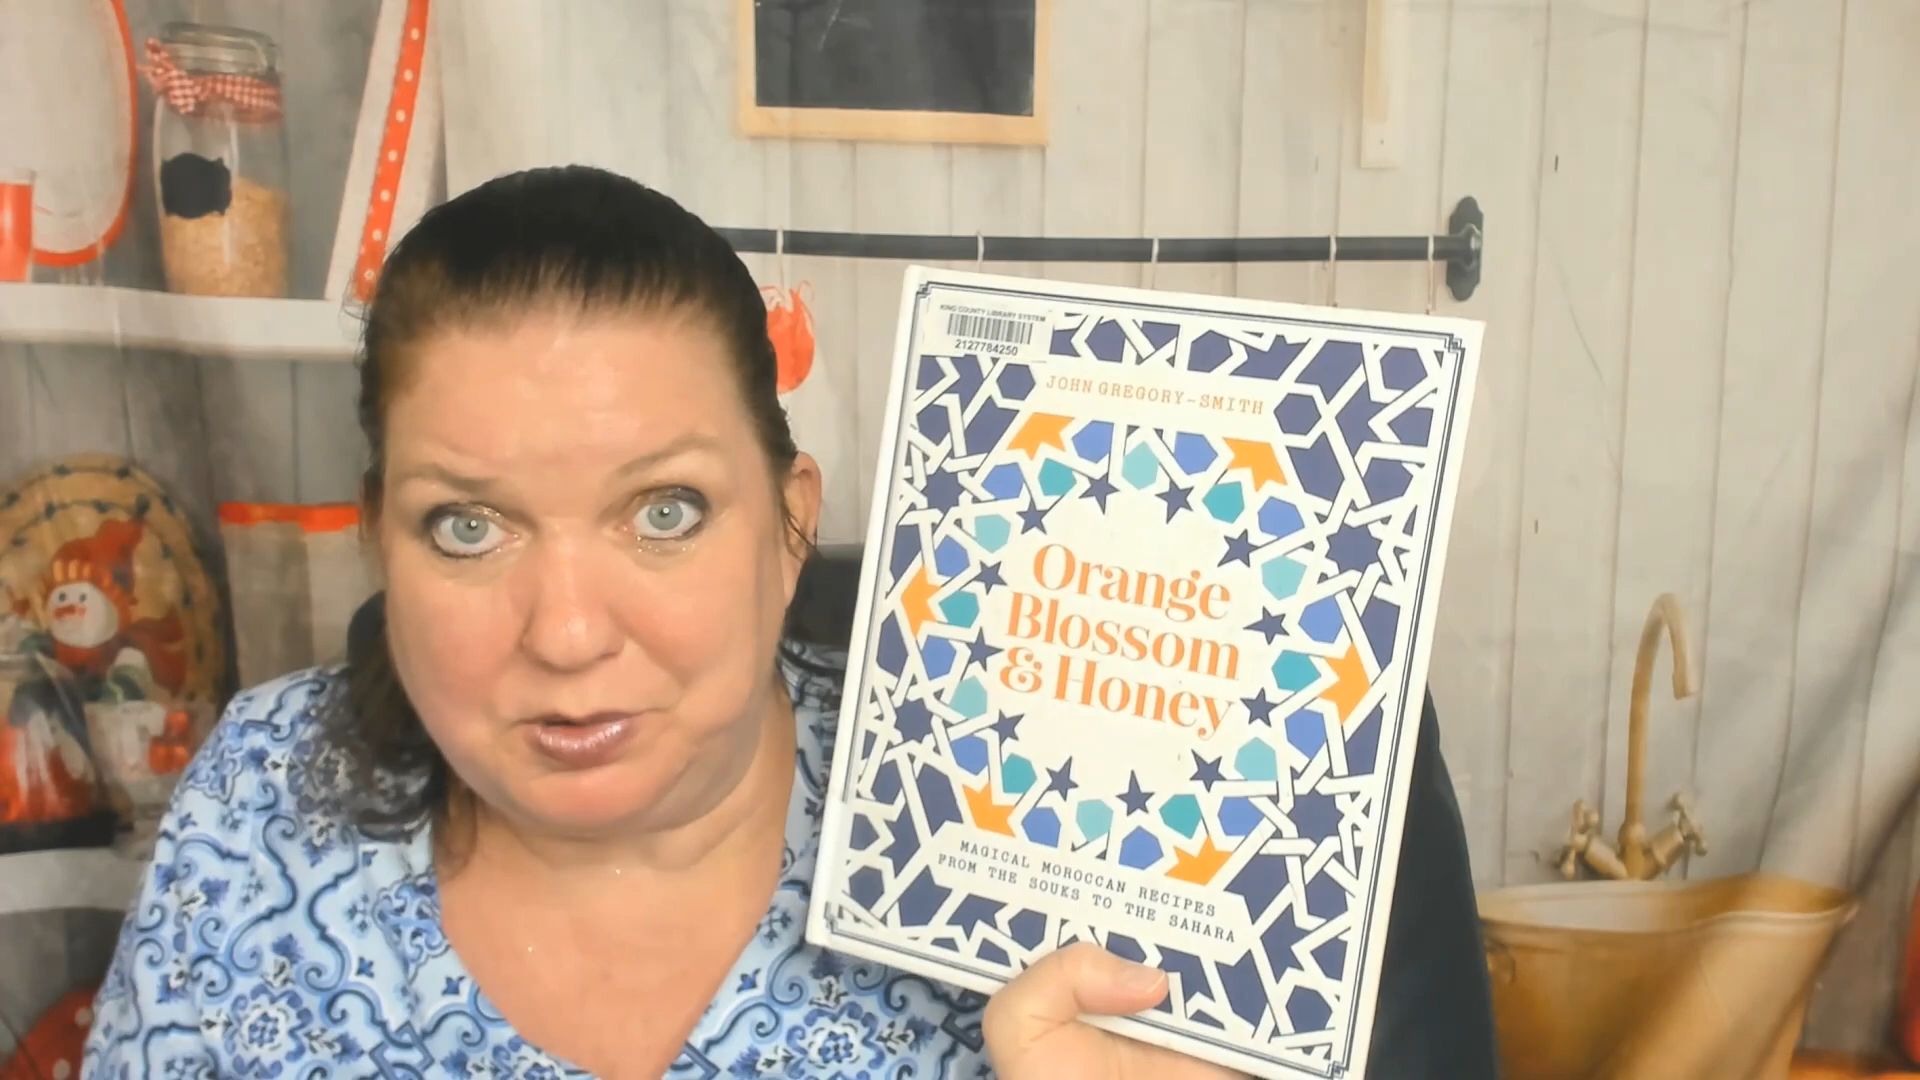 KING COUNTY LIBRARY SYSTEM
2127784250
JOHN GREGORY-SMITH
Orange
Blossom
& Honey
MAGICAL MOROCCAN RECIPES
FROM THE SOUKS TO THE SAHARA